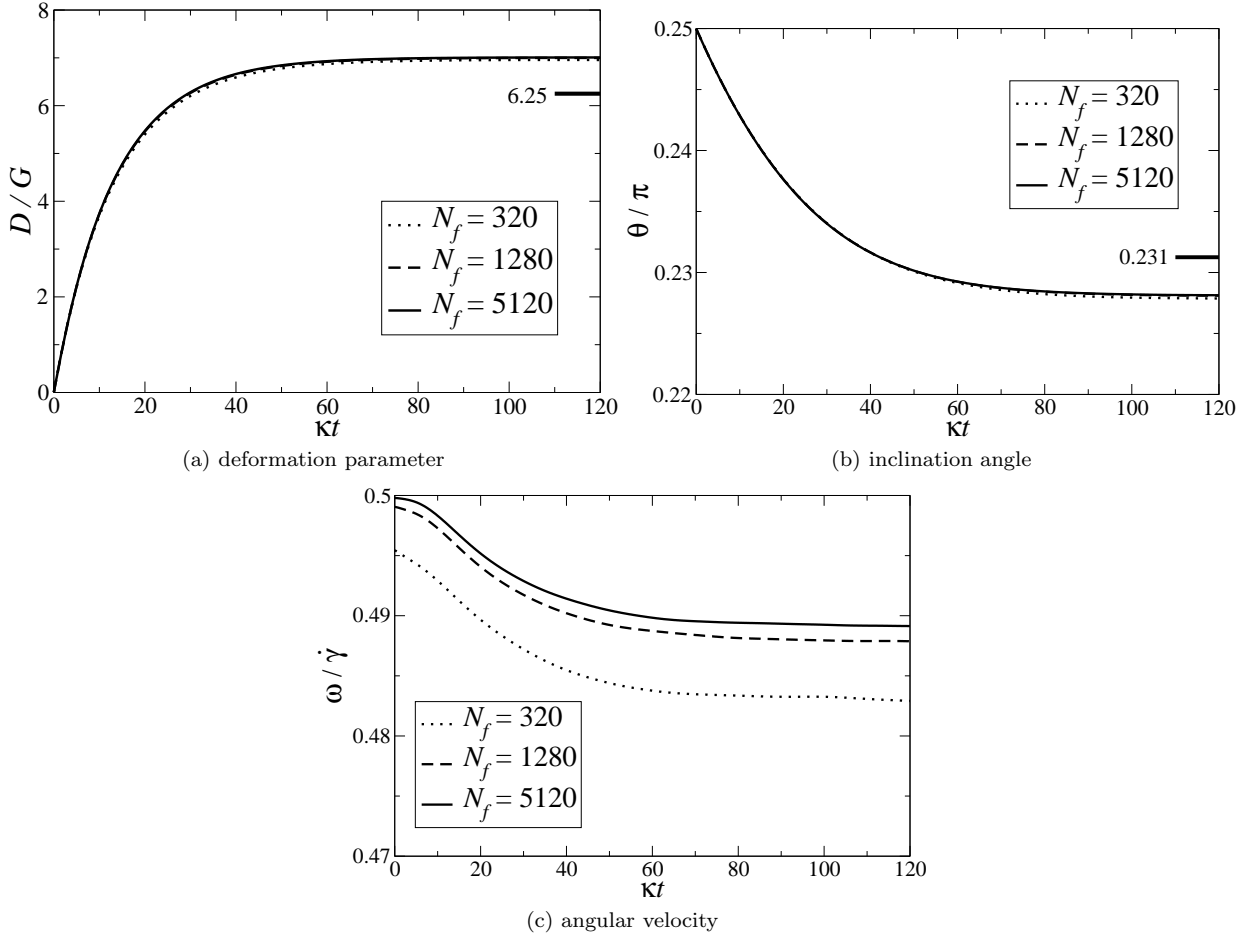 8
6
4
2
0
D / G
6.25
N_f = 320
N_f = 1280
N_f = 5120
0 20 40 60 80 100 120
κt
(a) deformation parameter
0.25
0.24
0.23
0.22
θ / π
N_f = 320
N_f = 1280
N_f = 5120
0.231
0 20 40 60 80 100 120
κt
(b) inclination angle
0.5
0.49
0.48
0.47
ω / γ̇
N_f = 320
N_f = 1280
N_f = 5120
0 20 40 60 80 100 120
κt
(c) angular velocity